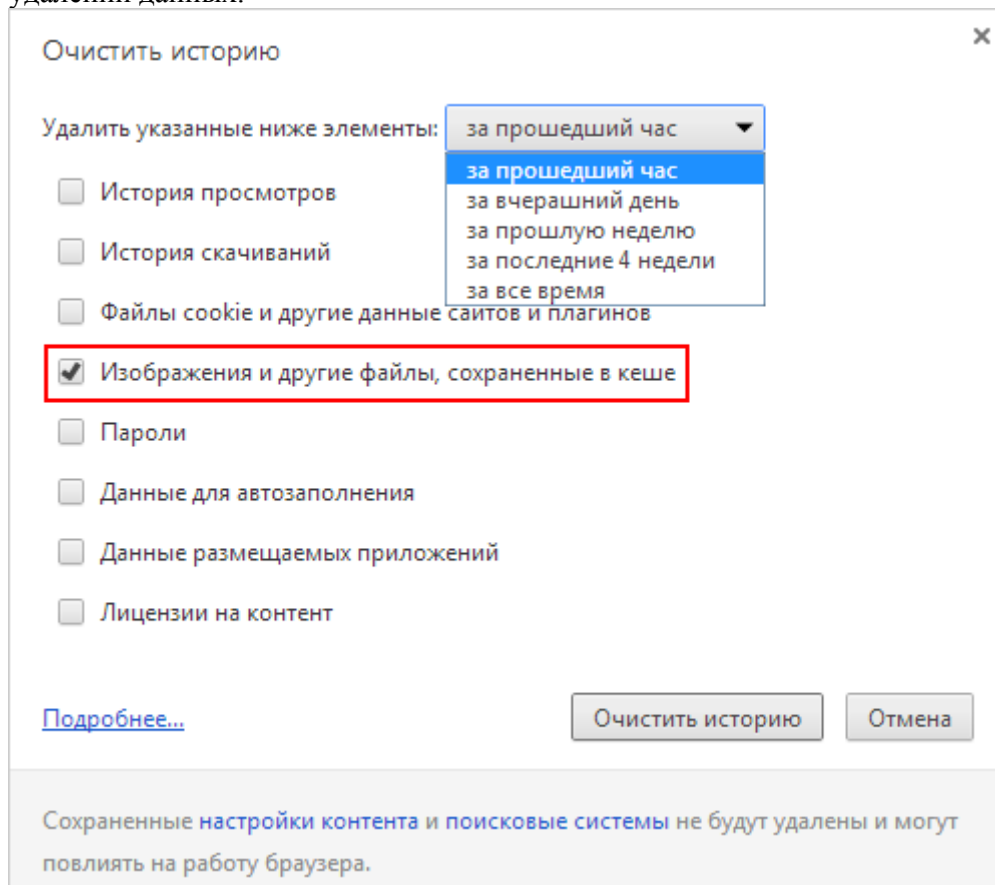 удалении данных.
Очистить историю
Удалить указанные ниже элементы: за прошедший час
за прошедший час
за вчерашний день
за прошлую неделю
за последние 4 недели
за все время
История просмотров
История скачиваний
Файлы cookie и другие данные сайтов и плагинов
Изображения и другие файлы, сохраненные в кеше
Пароли
Данные для автозаполнения
Данные размещаемых приложений
Лицензии на контент
Подробнее... Очистить историю Отмена
Сохраненные настройки контента и поисковые системы не будут удалены и могут
повлиять на работу браузера.